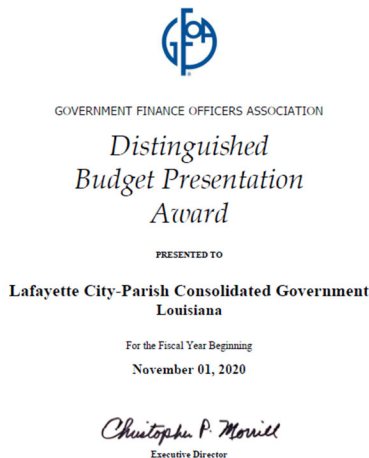 GFOA
GOVERNMENT FINANCE OFFICERS ASSOCIATION
Distinguished
Budget Presentation
Award
PRESENTED TO
Lafayette City-Parish Consolidated Government
Louisiana
For the Fiscal Year Beginning
November 01, 2020
Christopher P. Morrill
Executive Director